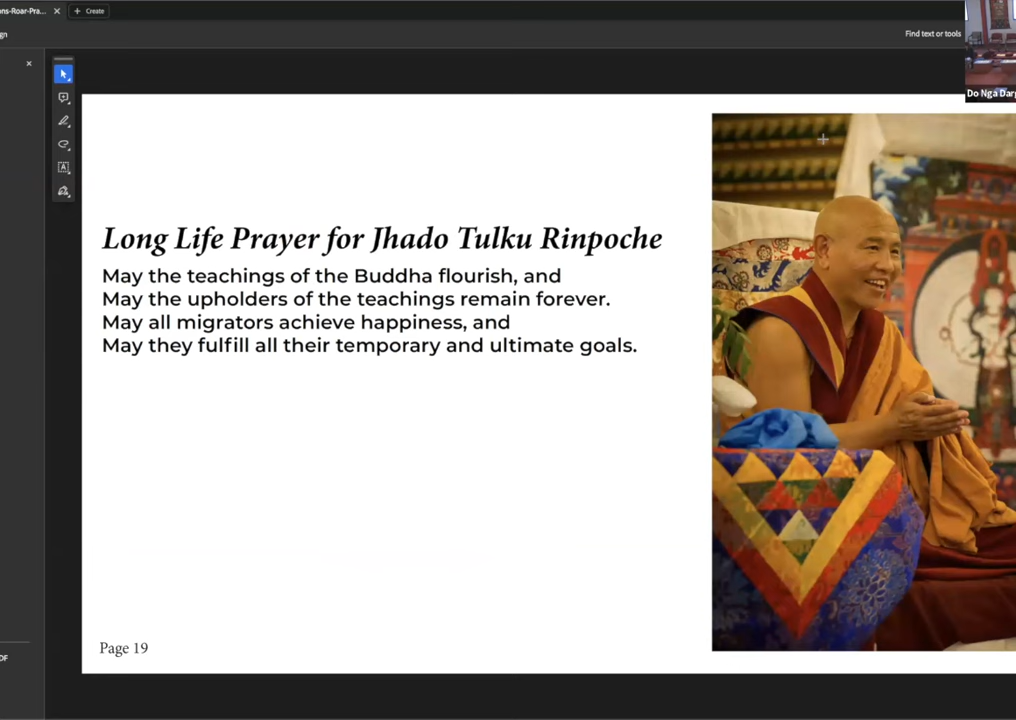 ns-Roar-Pra...
Create
gn
Find text or tools
Do Nga Darg
Long Life Prayer for Jhado Tulku Rinpoche
May the teachings of the Buddha flourish, and
May the upholders of the teachings remain forever.
May all migrators achieve happiness, and
May they fulfill all their temporary and ultimate goals.
Page 19
DF